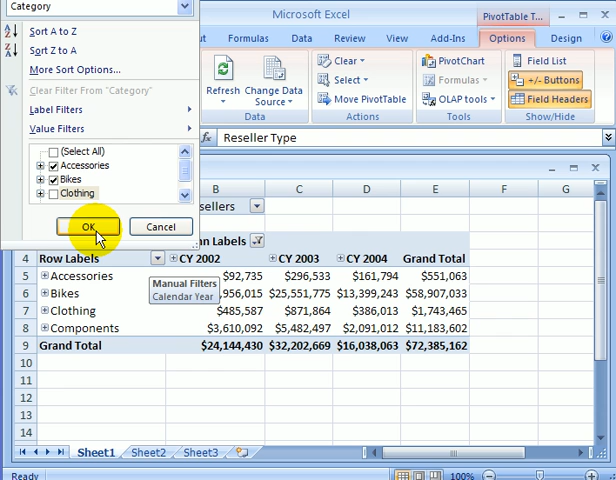 Category
Microsoft Excel
PivotTable T...
Sort A to Z
Sort Z to A
More Sort Options...
Clear Filter From "Category"
Label Filters
Value Filters
(Select All)
Accessories
Bikes
Clothing
OK
Cancel
Formulas
Data
Review
View
Add-Ins
Options
Design
Refresh
Change Data
Source
Data
Clear
Select
Move PivotTable
Actions
PivotChart
Formulas
OLAP tools
Tools
Field List
+/- Buttons
Field Headers
Show/Hide
fx
Reseller Type
B C D E F G
sellers
n Labels
4 Row Labels CY 2002 CY 2003 CY 2004 Grand Total
5 Accessories $92,735 $296,533 $161,794 $551,063
6 Bikes 956,015 $25,551,775 $13,399,243 $58,907,033
7 Clothing $485,587 $871,864 $386,013 $1,743,465
8 Components $3,610,092 $5,482,497 $2,091,012 $11,183,602
9 Grand Total $24,144,430 $32,202,669 $16,038,063 $72,385,162
Manual Filters
Calendar Year
10
11
12
13
14
Sheet1 Sheet2 Sheet3
Ready
100%